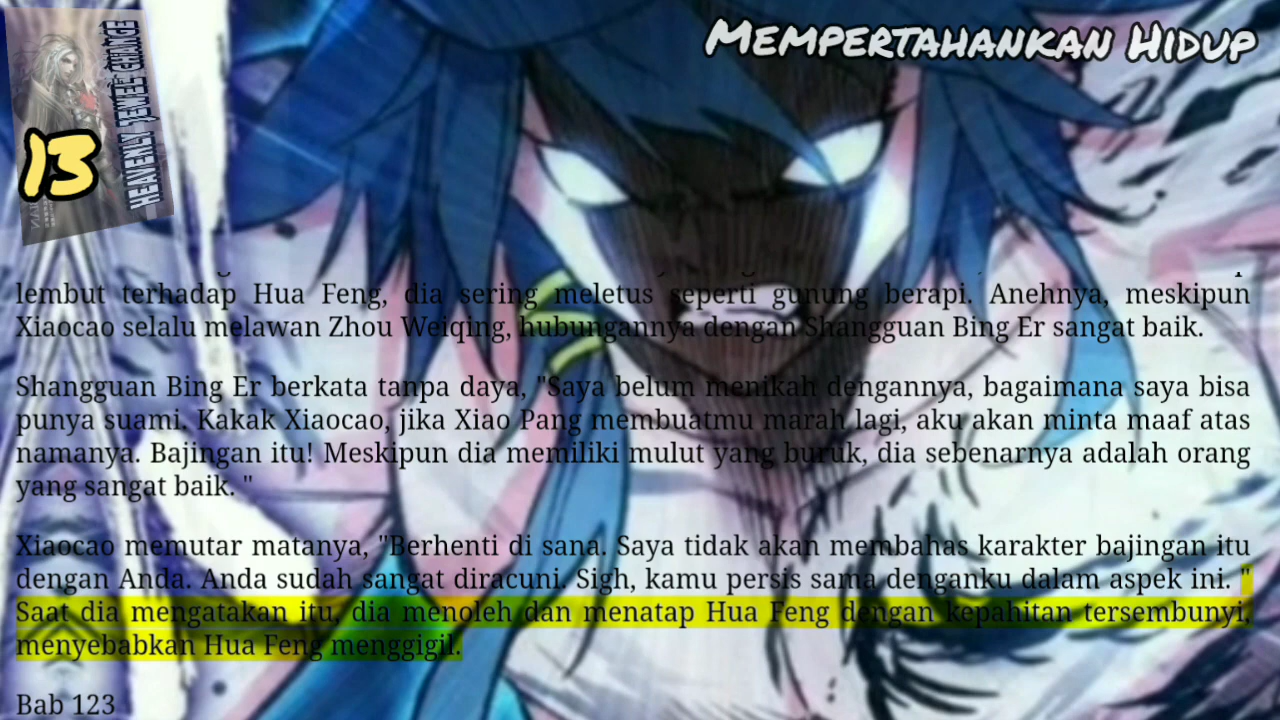 Mempertahankan Hidup
HEAVENLY JEWEL CHANGE
13
lembut terhadap Hua Feng, dia sering meletus seperti gunung berapi. Anehnya, meskipun
Xiaocao selalu melawan Zhou Weiqing, hubungannya dengan Shangguan Bing Er sangat baik.
Shangguan Bing Er berkata tanpa daya, "Saya belum menikah dengannya, bagaimana saya bisa
punya suami. Kakak Xiaocao, jika Xiao Pang membuatmu marah lagi, aku akan minta maaf atas
namanya. Bajingan itu! Meskipun dia memiliki mulut yang buruk, dia sebenarnya adalah orang
yang sangat baik. "
Xiaocao memutar matanya, "Berhenti di sana. Saya tidak akan membahas karakter bajingan itu
dengan Anda. Anda sudah sangat diracuni. Sigh, kamu persis sama denganku dalam aspek ini. "
Saat dia mengatakan itu, dia menoleh dan menatap Hua Feng dengan kepahitan tersembunyi,
menyebabkan Hua Feng menggigil.
Bab 123